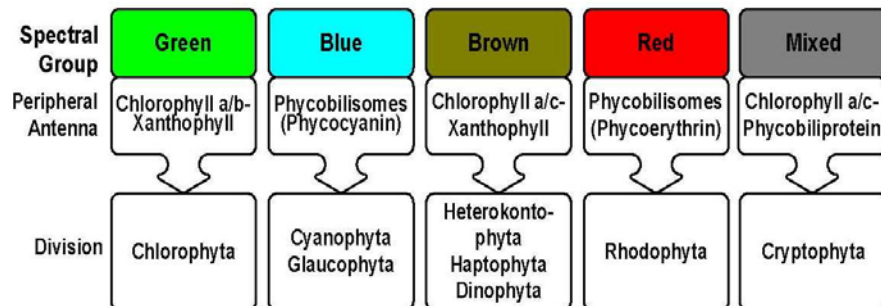 Spectral Group
Green
Blue
Brown
Red
Mixed
Peripheral Antenna
Chlorophyll a/b-
Xanthophyll
Phycobilisomes
(Phycocyanin)
Chlorophyll a/c-
Xanthophyll
Phycobilisomes
(Phycoerythrin)
Chlorophyll a/c-
Phycobiliprotein
Division
Chlorophyta
Cyanophyta
Glaucophyta
Heterokonto-
phyta
Haptophyta
Dinophyta
Rhodophyta
Cryptophyta